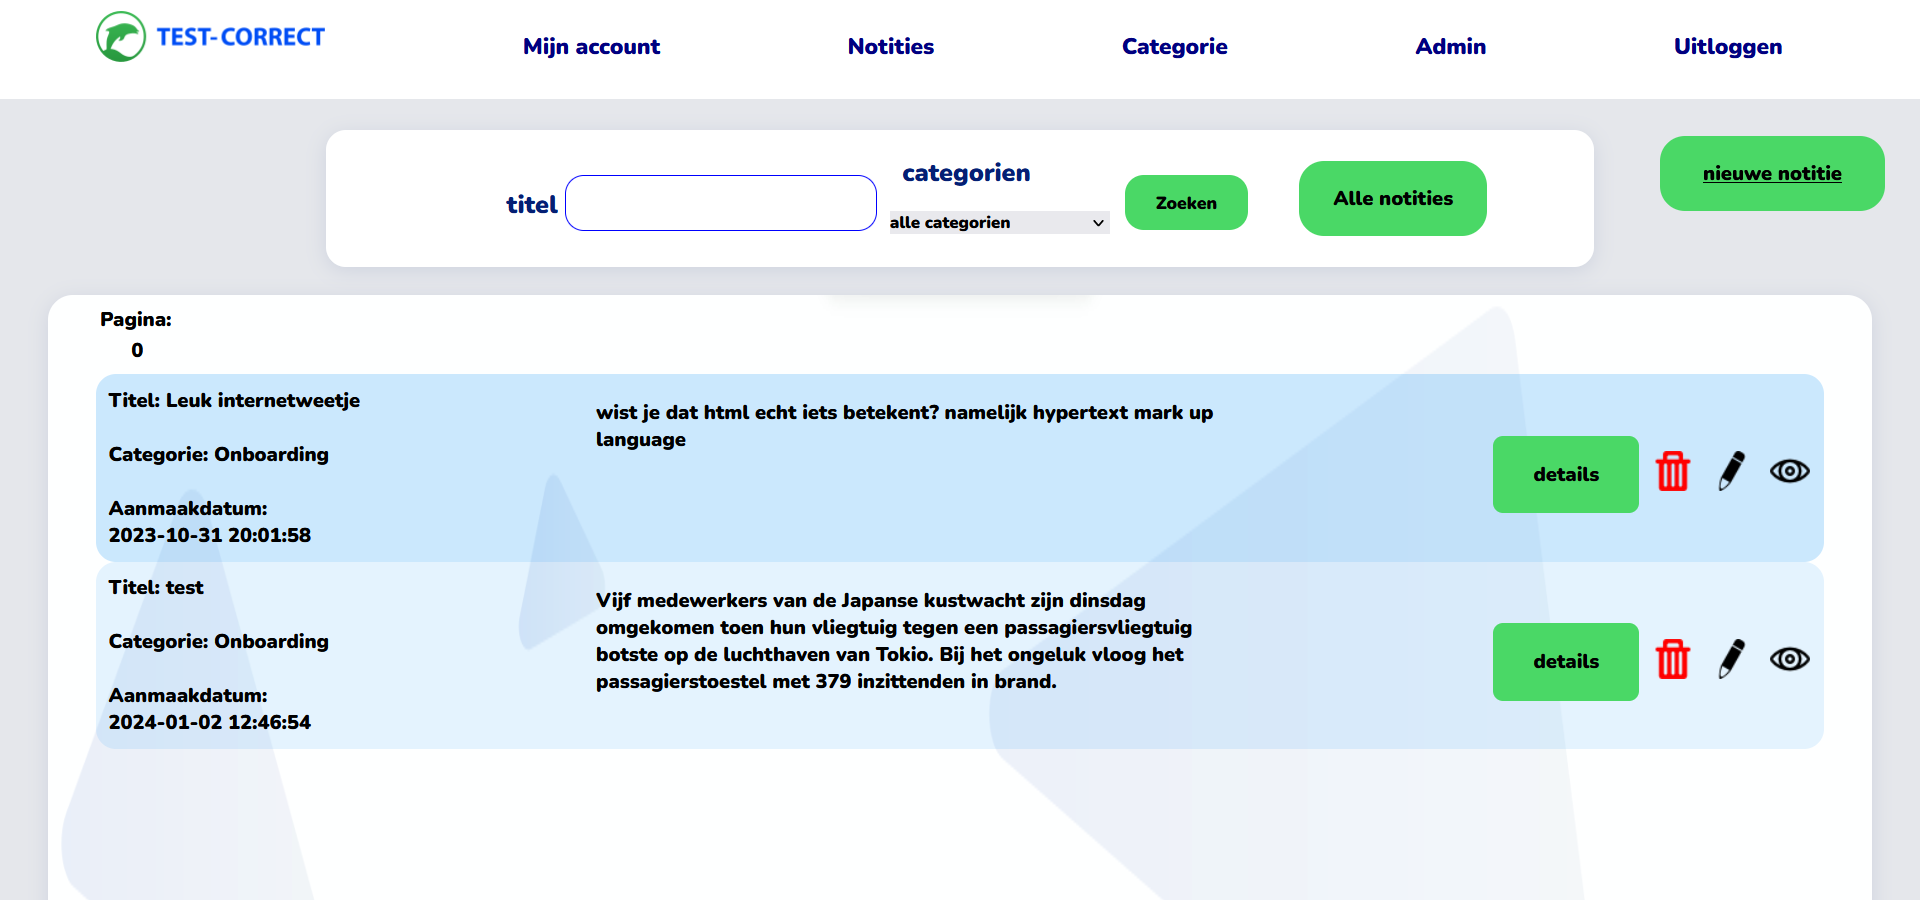 TEST-CORRECT
Mijn account
Notities
Categorie
Admin
Uitloggen
titel
categorien
alle categorien
Zoeken
Alle notities
nieuwe notitie
Pagina:
0
Titel: Leuk internetweetje
Categorie: Onboarding
Aanmaakdatum:
2023-10-31 20:01:58
wist je dat html echt iets betekent? namelijk hypertext mark up
language
details
Titel: test
Categorie: Onboarding
Aanmaakdatum:
2024-01-02 12:46:54
Vijf medewerkers van de Japanse kustwacht zijn dinsdag
omgekomen toen hun vliegtuig tegen een passagiersvliegtuig
botste op de luchthaven van Tokio. Bij het ongeluk vloog het
passagierstoestel met 379 inzittenden in brand.
details